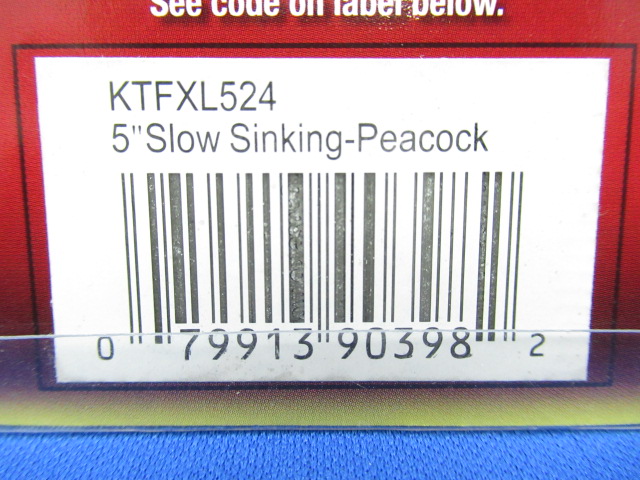 See code on label below.
KTFXL524
5"Slow Sinking-Peacock
0 79913 90398 2